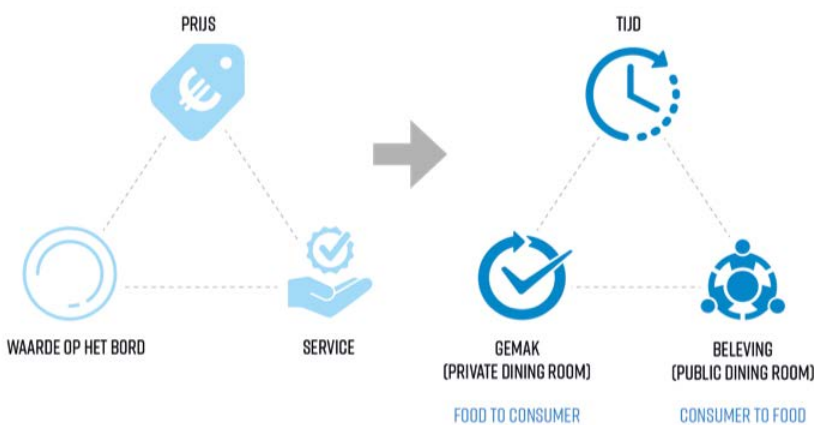 PRIJS
TIJD
€
WAARDE OP HET BORD
SERVICE
GEMAK
(PRIVATE DINING ROOM)
BELEVING
(PUBLIC DINING ROOM)
FOOD TO CONSUMER
CONSUMER TO FOOD